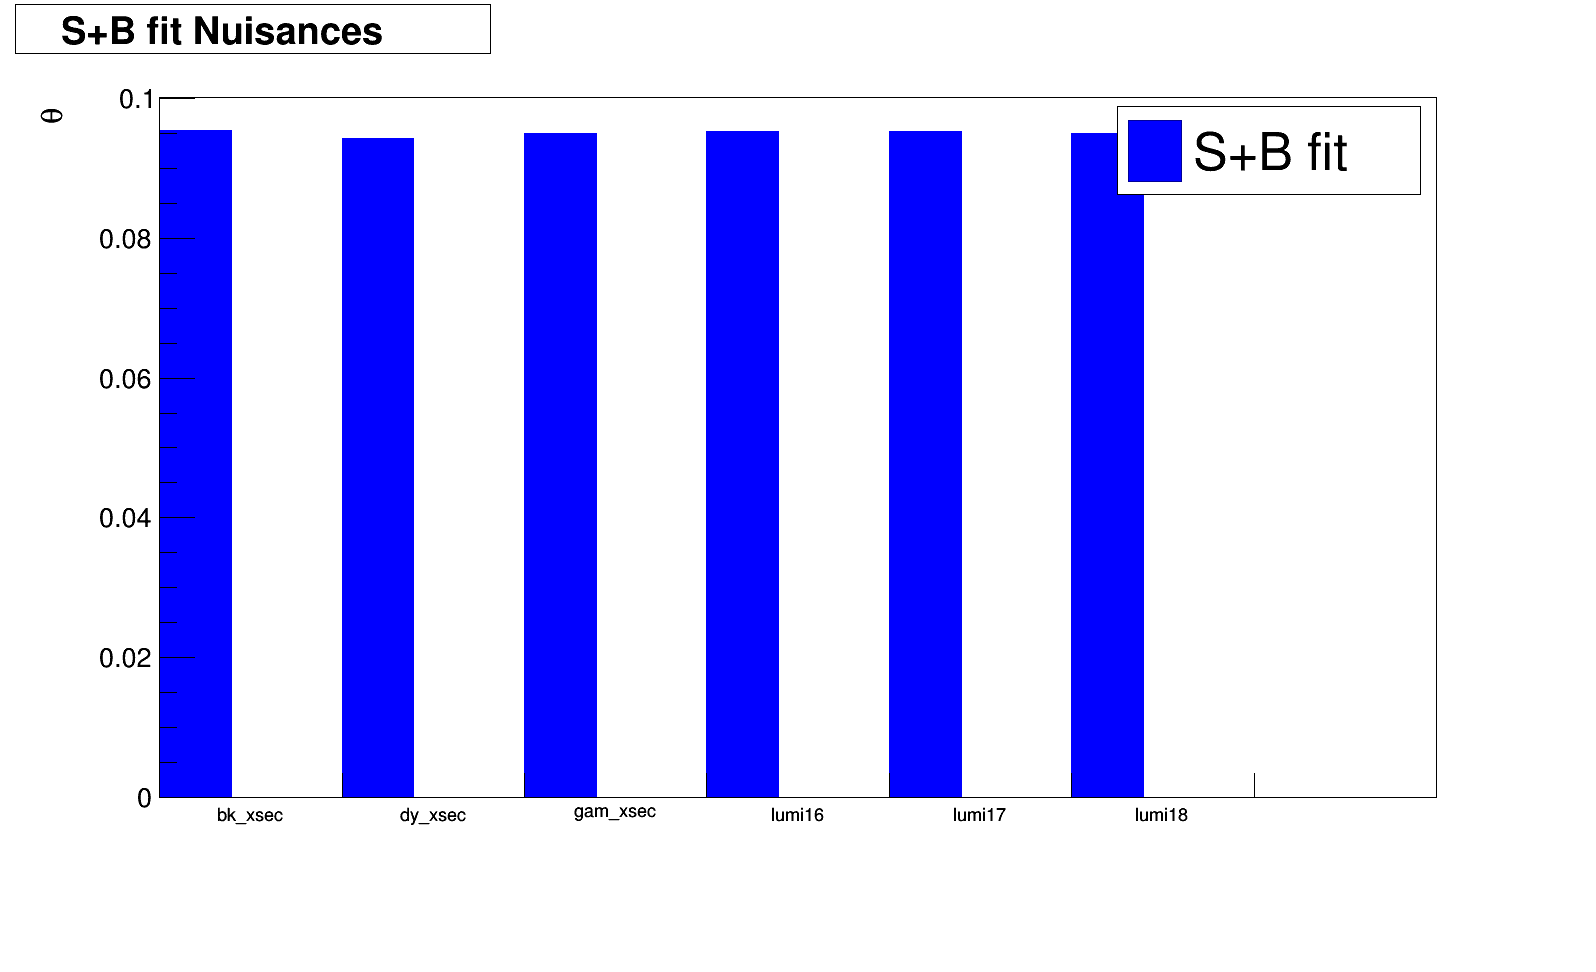 S+B fit Nuisances
θ
0.1
S+B fit
0.08
0.06
0.04
0.02
0
bk_xsec dy_xsec gam_xsec lumi16 lumi17 lumi18